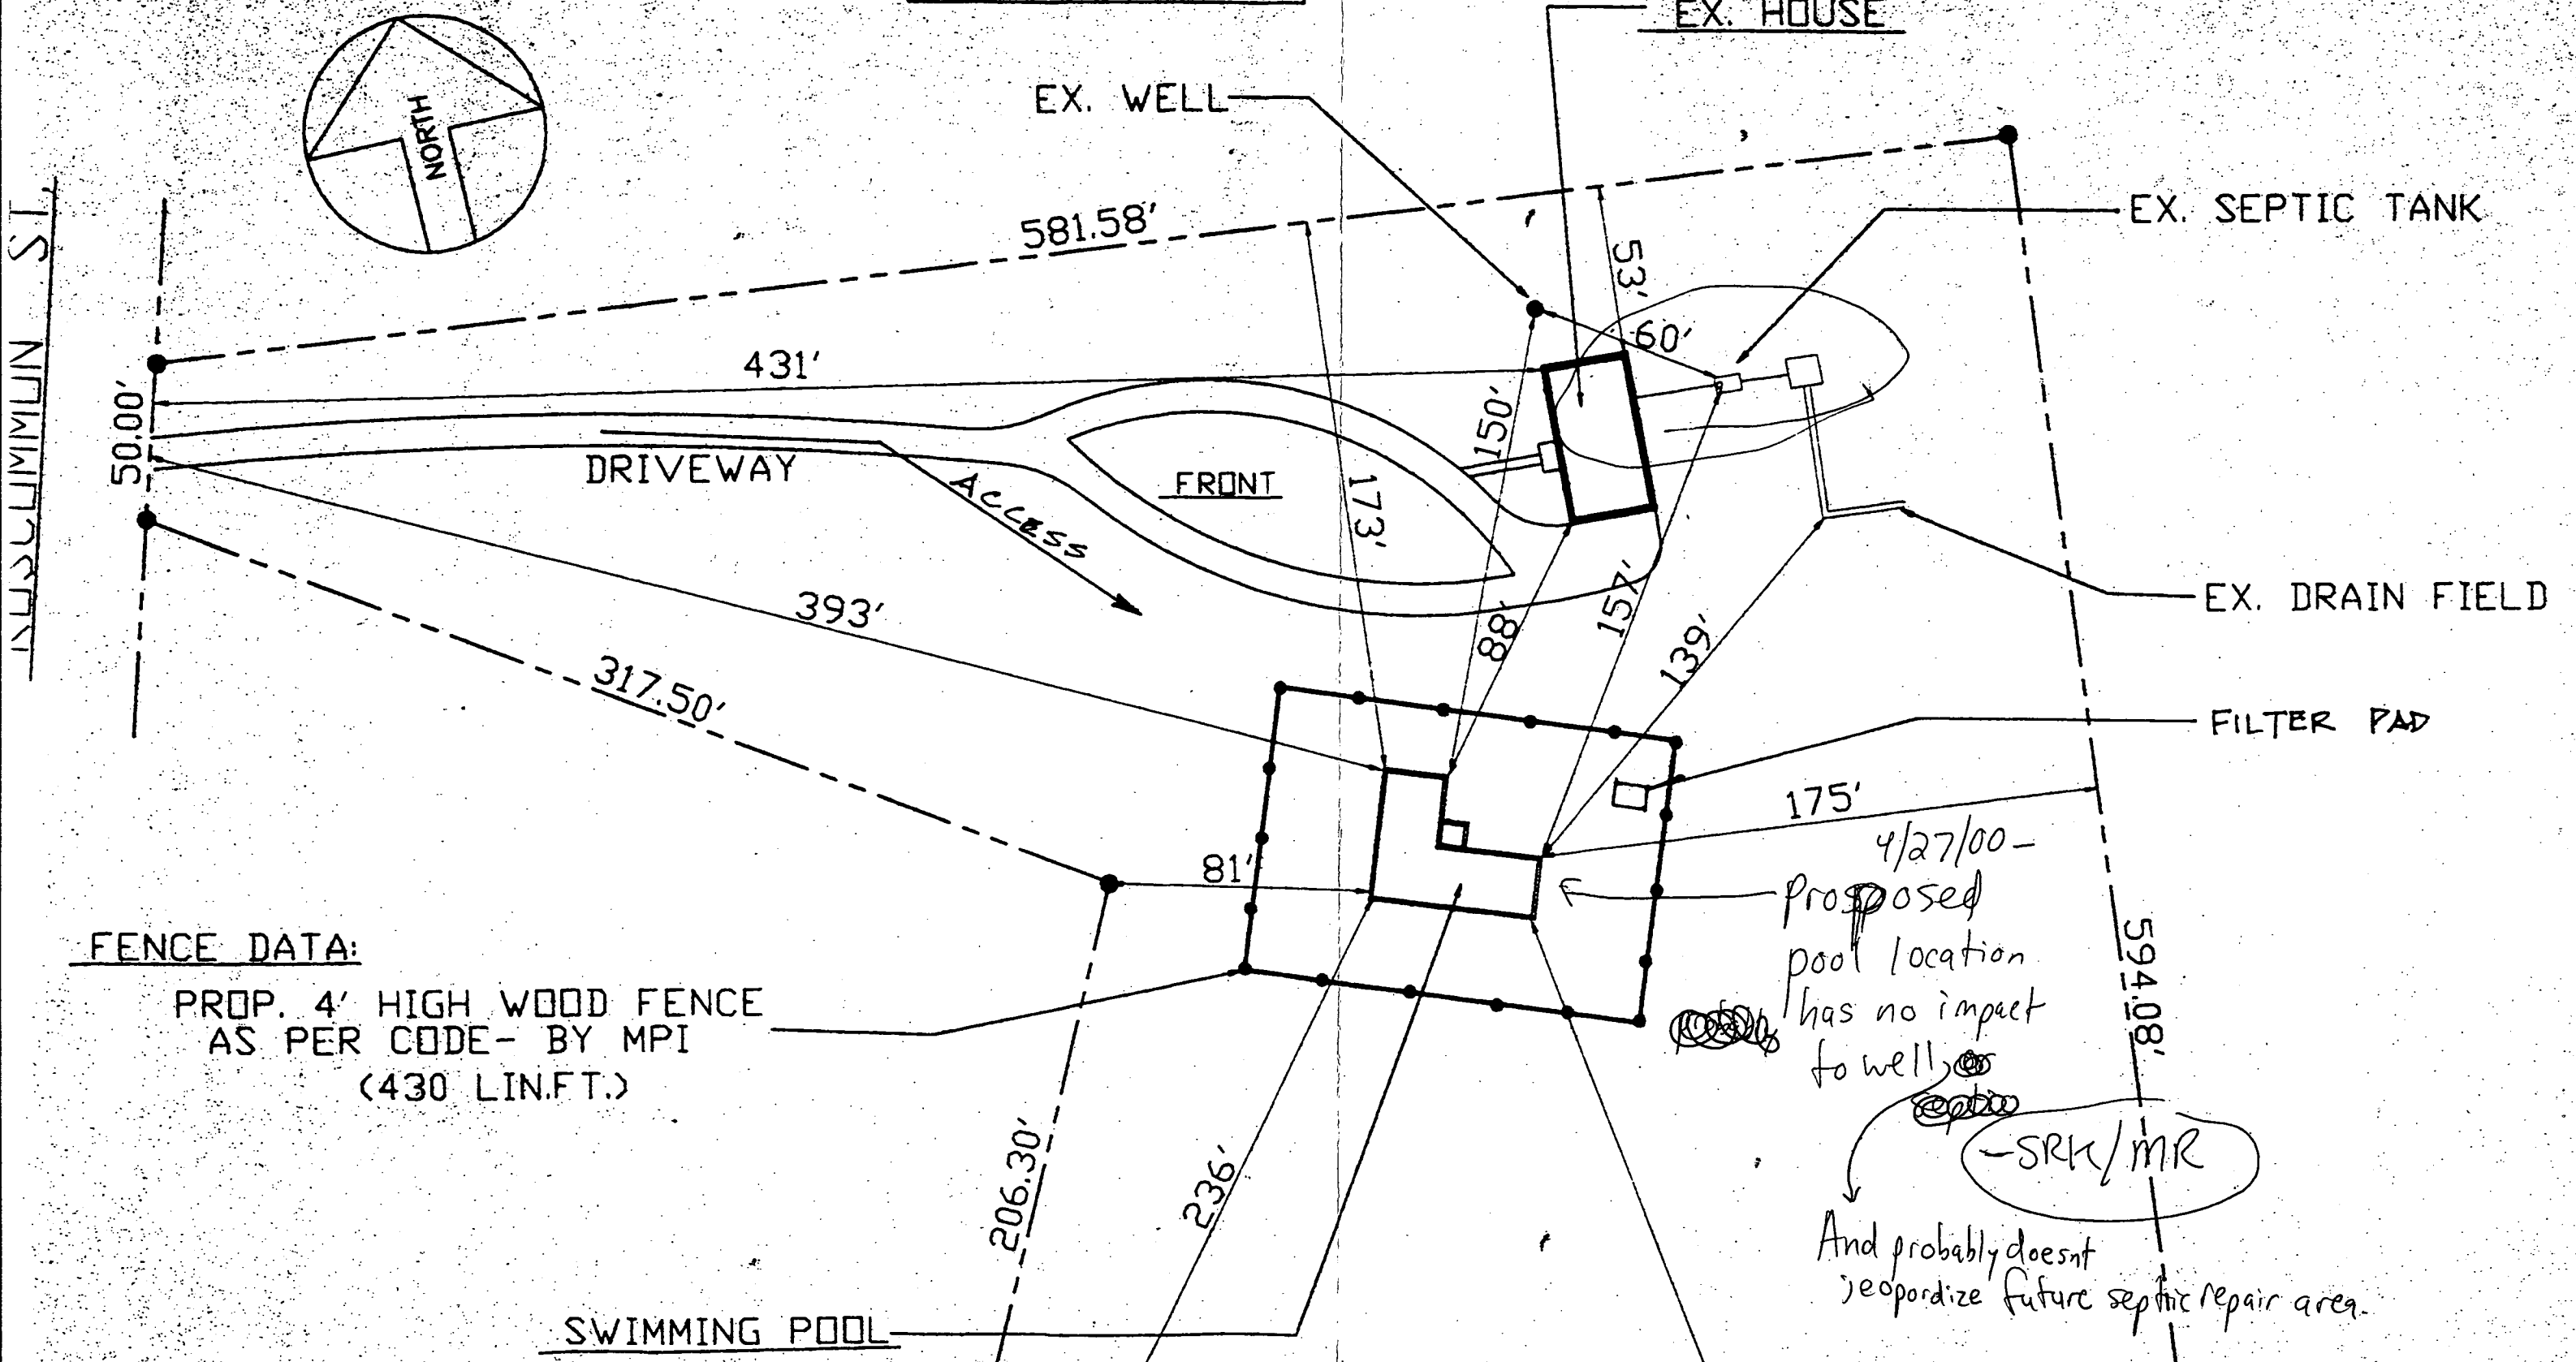 EX. HOUSE
NORTH
EX. WELL
EX. SEPTIC TANK
581.58'
53'
60'
431'
50.00'
150'
DRIVEWAY
FRONT
ACCESS
173'
393'
88'
157'
139'
EX. DRAIN FIELD
317.50'
FILTER PAD
175'
81'
4/27/00 -
Prosposed
pool location
has no impact
to well,
-SRK/MR
And probably doesnt
jeopordize future septic repair area.
594.08'
FENCE DATA:
PROP. 4' HIGH WOOD FENCE
AS PER CODE- BY MPI
(430 LIN.FT.)
206.30'
236'
SWIMMING POOL
ST